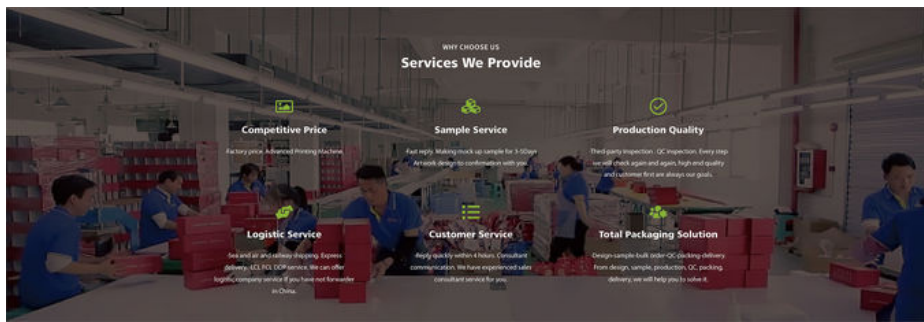 WHY CHOOSE US
Services We Provide
Competitive Price
Factory price. Advanced Printing Machine.
Sample Service
Fast reply. Making mock up sample for 3-5Days
Artwork design to confirmation with you.
Production Quality
Third-party Inspection . QC Inspection. Every step
we will check again and again, high end quality
and customer first are always our goals.
Logistic Service
Sea and air and railway shipping. Express
delivery. LCL FCL DDP service. We can offer
logistic company service if you have not forwarder
in China.
Customer Service
Reply quickly within 4 hours. Consultant
communication. We have experienced sales
consultant service for you.
Total Packaging Solution
Design-sample-bulk order-QC-packing-delivery.
From design, sample, production, QC, packing,
delivery, we will help you to solve it.